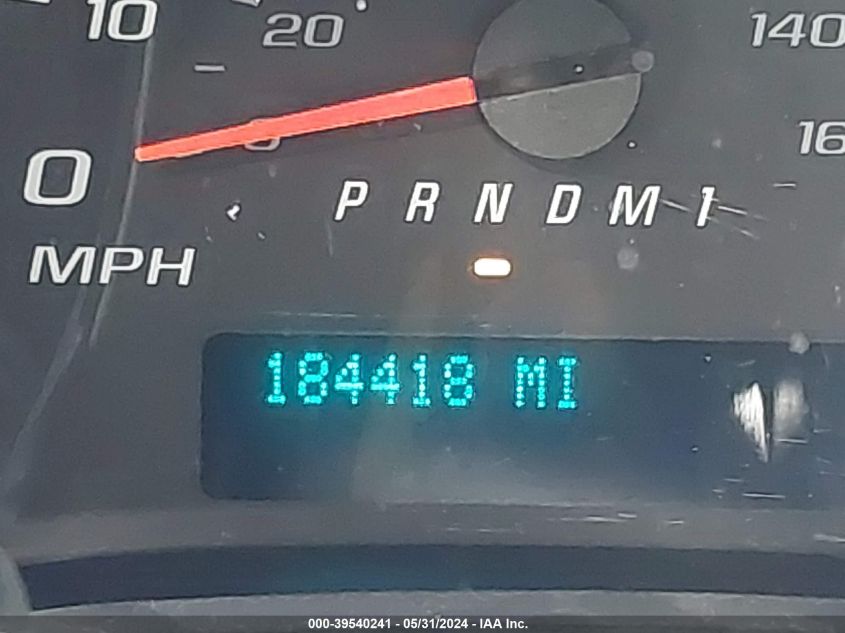 10 20 140
0 16
P R N D M 1
MPH
184418 MI
000-39540241 - 05/31/2024 - IAA Inc.